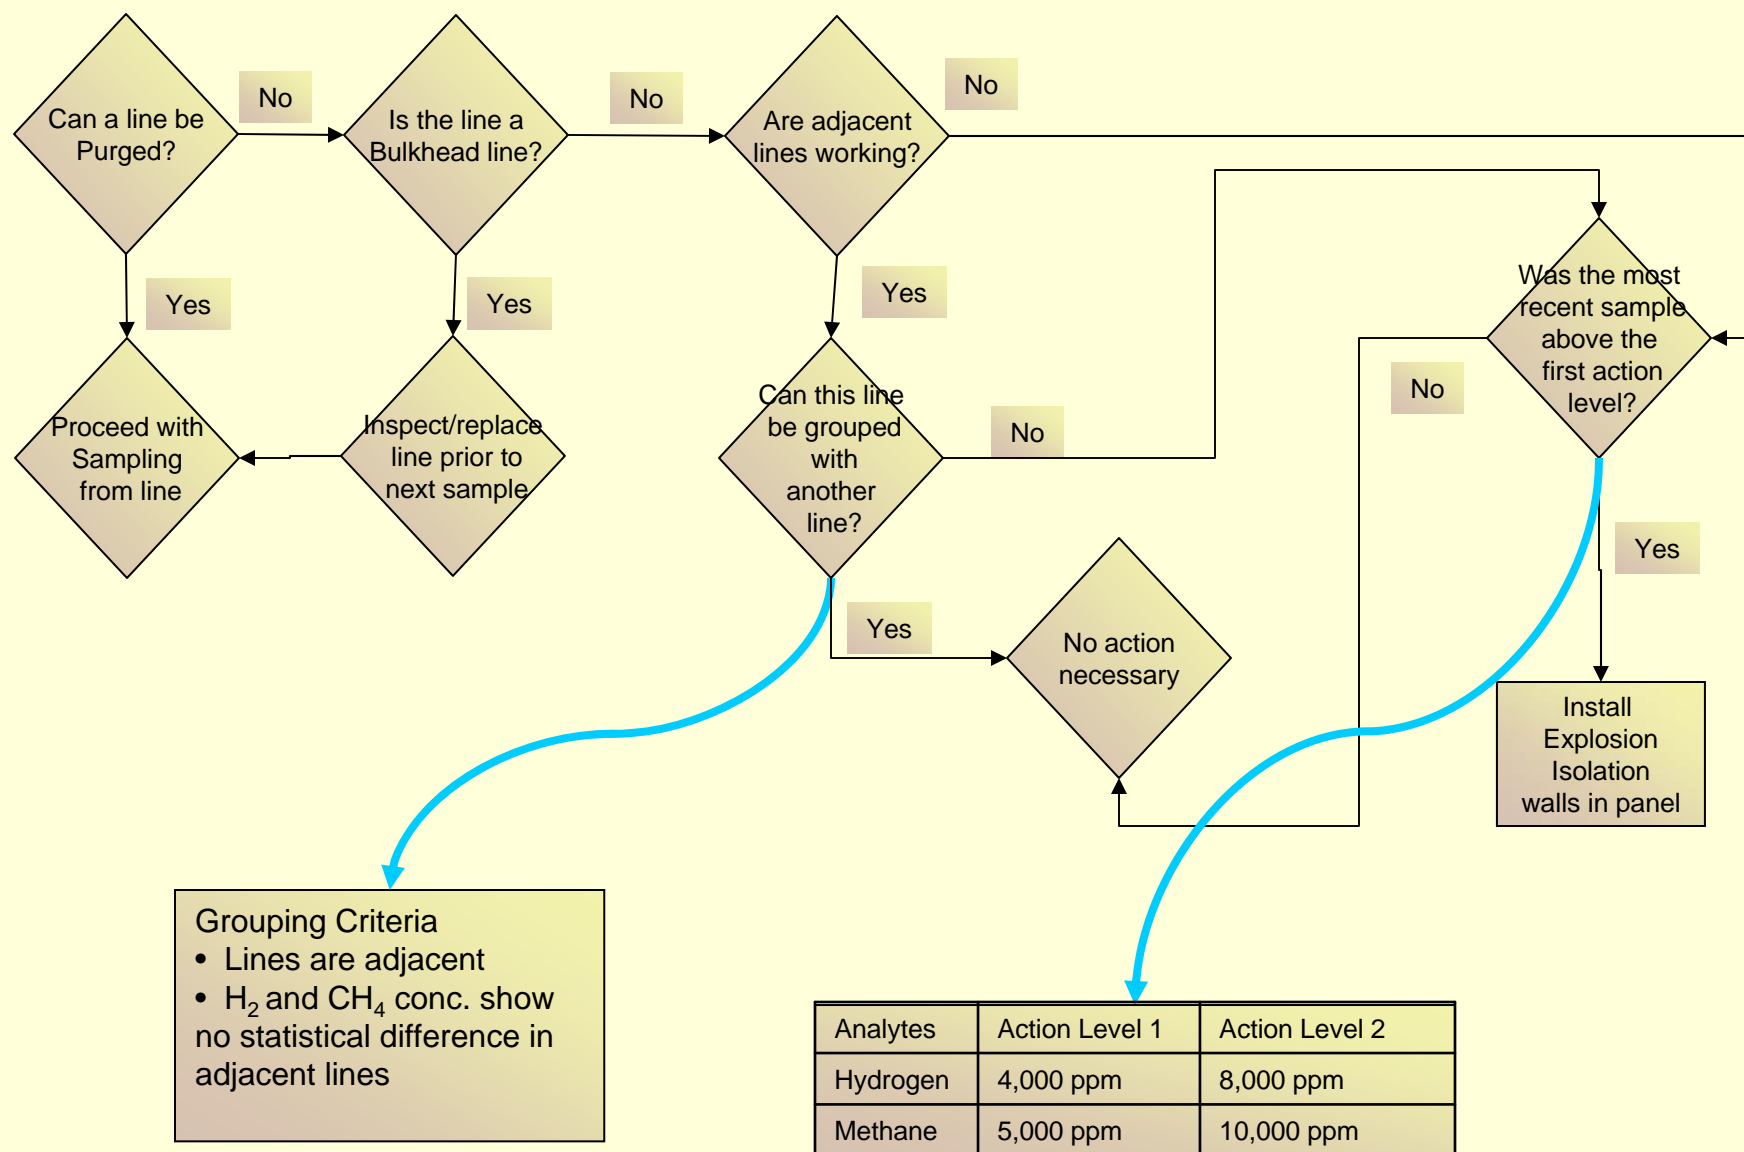 Can a line be
Purged?
No
Is the line a
Bulkhead line?
No
Are adjacent
lines working?
No
Yes
Yes
Yes
Proceed with
Sampling
from line
Inspect/replace
line prior to
next sample
Can this line
be grouped
with
another
line?
No
Was the most
recent sample
above the
first action
level?
No
Yes
Yes
No action
necessary
Install
Explosion
Isolation
walls in panel
Grouping Criteria
• Lines are adjacent
• H₂ and CH₄ conc. show
no statistical difference in
adjacent lines
Analytes Action Level 1 Action Level 2
Hydrogen 4,000 ppm 8,000 ppm
Methane 5,000 ppm 10,000 ppm